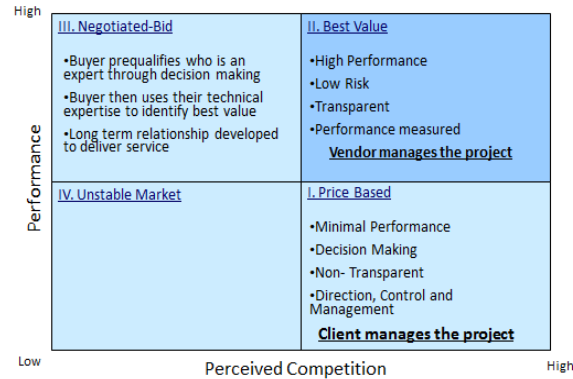 High
III. Negotiated-Bid
•Buyer prequalifies who is an
expert through decision making
•Buyer then uses their technical
expertise to identify best value
•Long term relationship developed
to deliver service
II. Best Value
•High Performance
•Low Risk
•Transparent
•Performance measured
Vendor manages the project
Performance
IV. Unstable Market
I. Price Based
•Minimal Performance
•Decision Making
•Non- Transparent
•Direction, Control and
Management
Client manages the project
Low
Perceived Competition
High